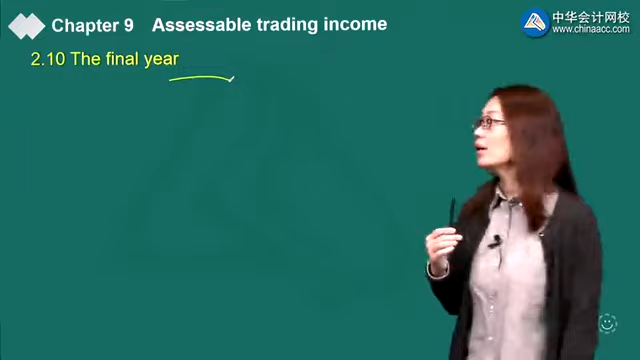 Chapter 9 Assessable trading income
中华会计网校
www.chinaacc.com
2.10 The final year